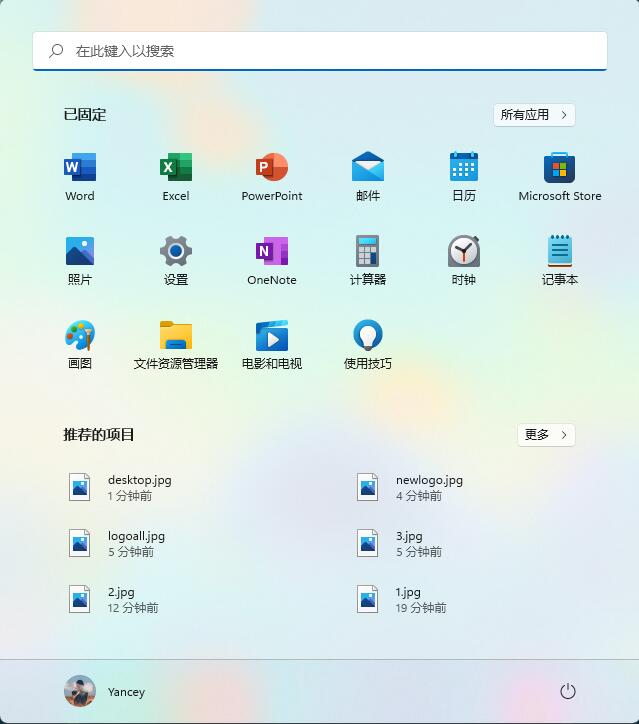 在此键入以搜索
已固定
所有应用
Word
Excel
PowerPoint
邮件
日历
Microsoft Store
照片
设置
OneNote
计算器
时钟
记事本
画图
文件资源管理器
电影和电视
使用技巧
推荐的项目
更多
desktop.jpg
1 分钟前
newlogo.jpg
4 分钟前
logoall.jpg
5 分钟前
3.jpg
5 分钟前
2.jpg
12 分钟前
1.jpg
19 分钟前
Yancey